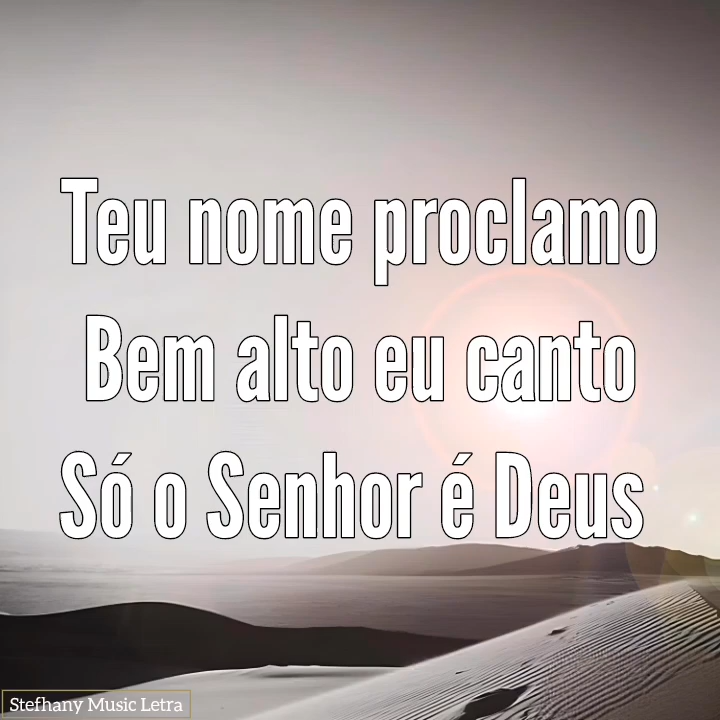 Teu nome proclamo
Bem alto eu canto
Só o Senhor é Deus
Stefhany Music Letra